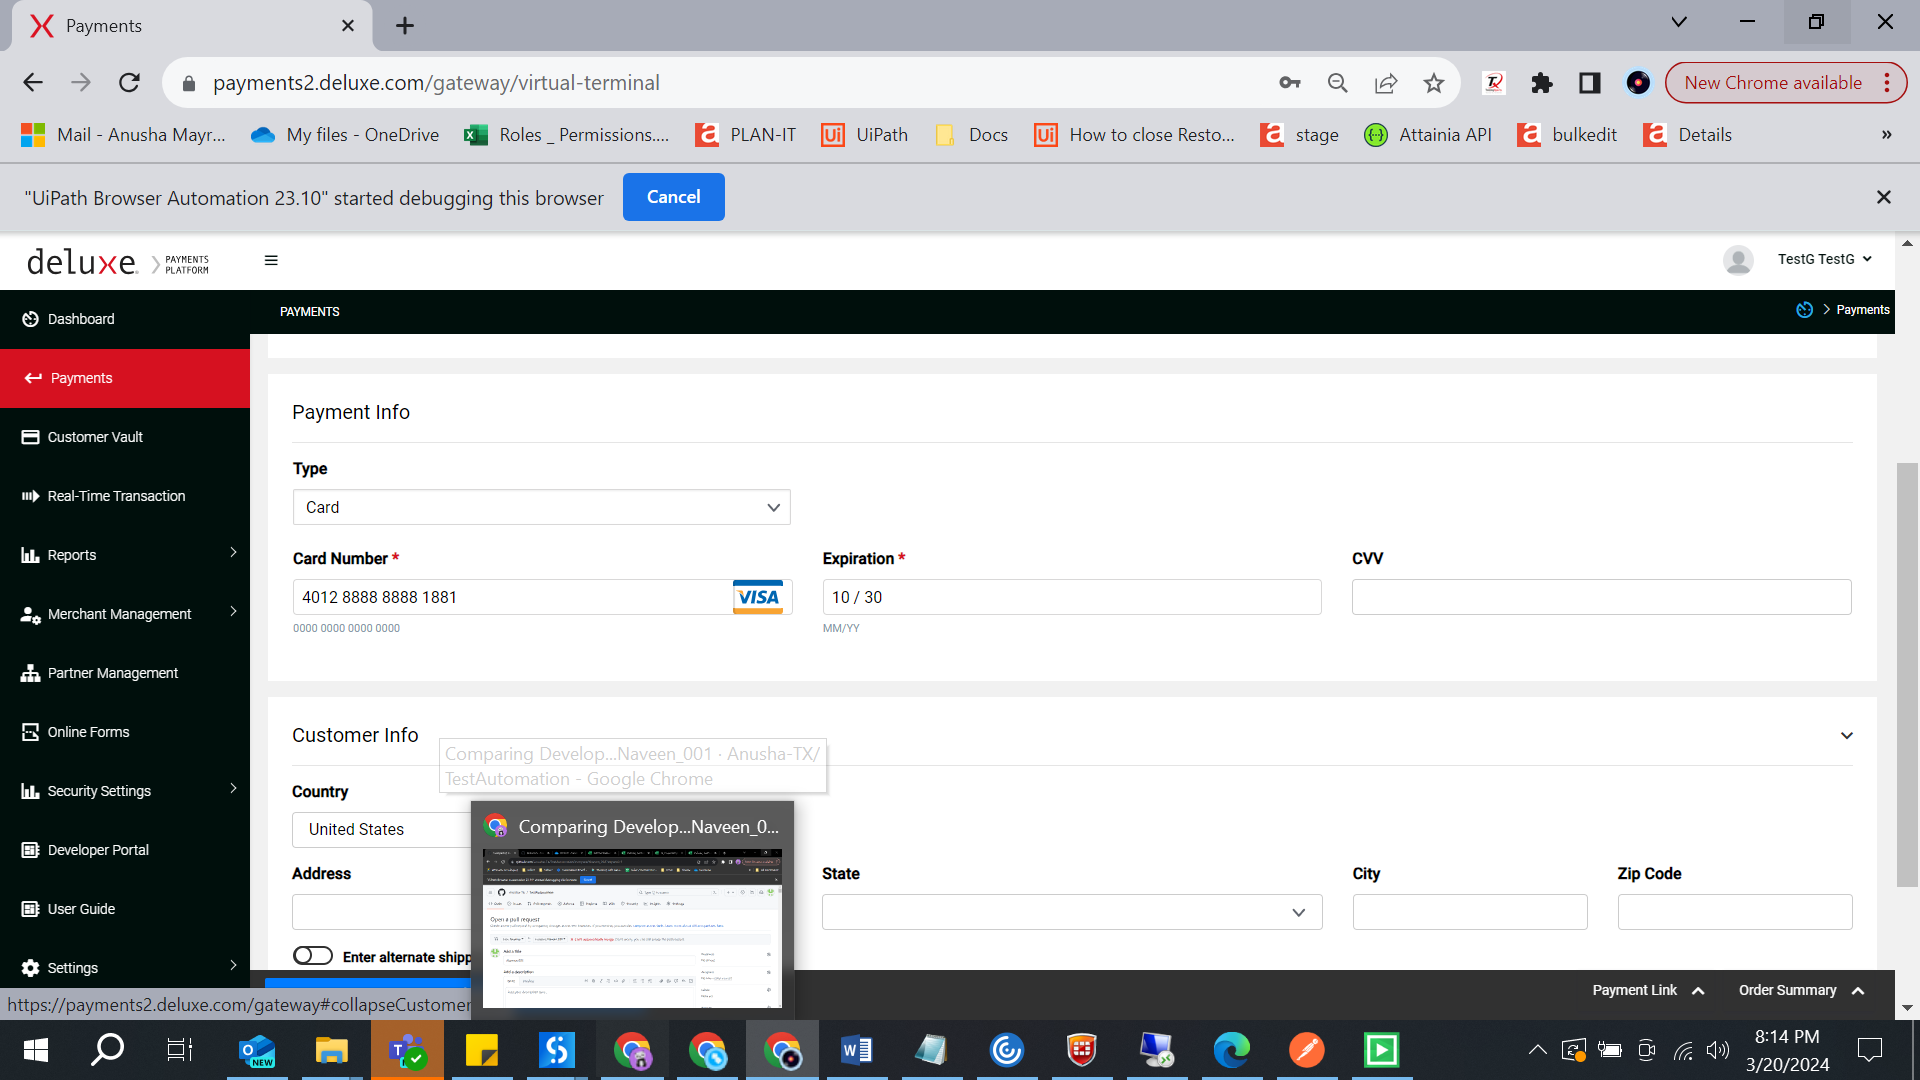 Payments
payments2.deluxe.com/gateway/virtual-terminal
New Chrome available
Mail - Anusha Mayr...
My files - OneDrive
Roles _ Permissions....
PLAN-IT
UiPath
Docs
How to close Resto...
stage
Attainia API
bulkedit
Details
»
"UiPath Browser Automation 23.10" started debugging this browser
Cancel
deluxe.
PAYMENTS
PLATFORM
TestG TestG
Dashboard
PAYMENTS
Payments
Payments
Customer Vault
Real-Time Transaction
Reports
Merchant Management
Partner Management
Online Forms
Security Settings
Developer Portal
User Guide
Settings
Payment Info
Type
Card
Card Number *
Expiration *
CVV
4012 8888 8888 1881
VISA
10 / 30
0000 0000 0000 0000
MM/YY
Customer Info
Comparing Develop...Naveen_001 · Anusha-TX/
TestAutomation - Google Chrome
Country
United States
Comparing Develop...Naveen_0...
Address
State
City
Zip Code
Open a pull request
Enter alternate shipp
Payment Link
Order Summary
https://payments2.deluxe.com/gateway#collapseCustomer
NEW
8:14 PM
3/20/2024